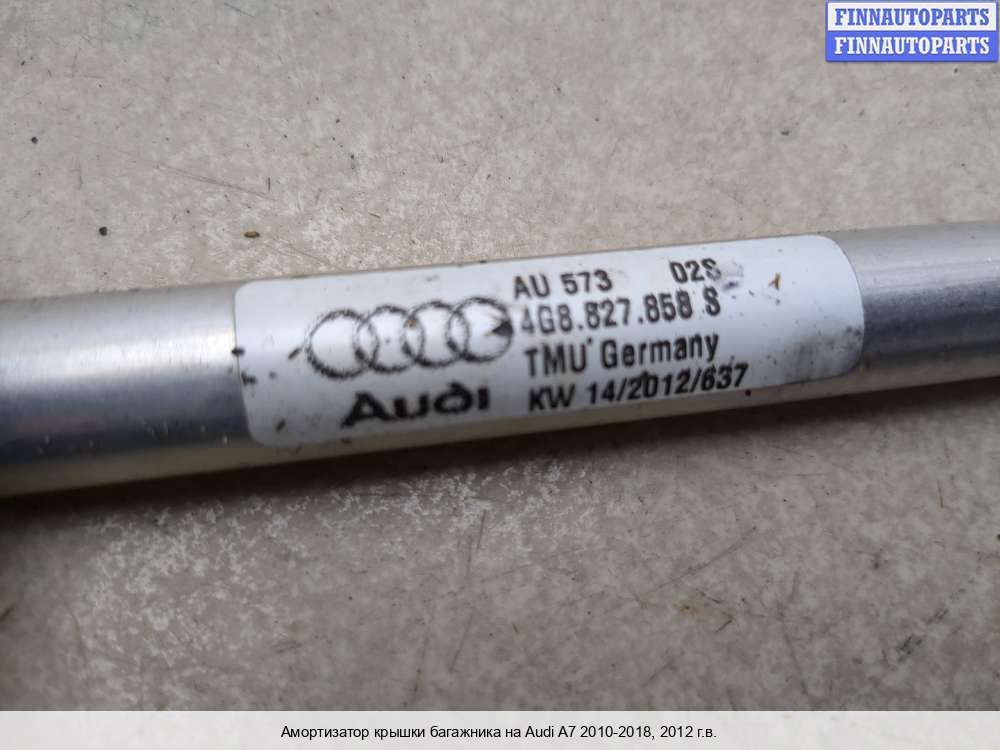 FINNAUTOPARTS
FINNAUTOPARTS
AU 573 02S
4G8.827.858 S
TMU Germany
KW 14/2012/637
Audi
Амортизатор крышки багажника на Audi A7 2010-2018, 2012 г.в.